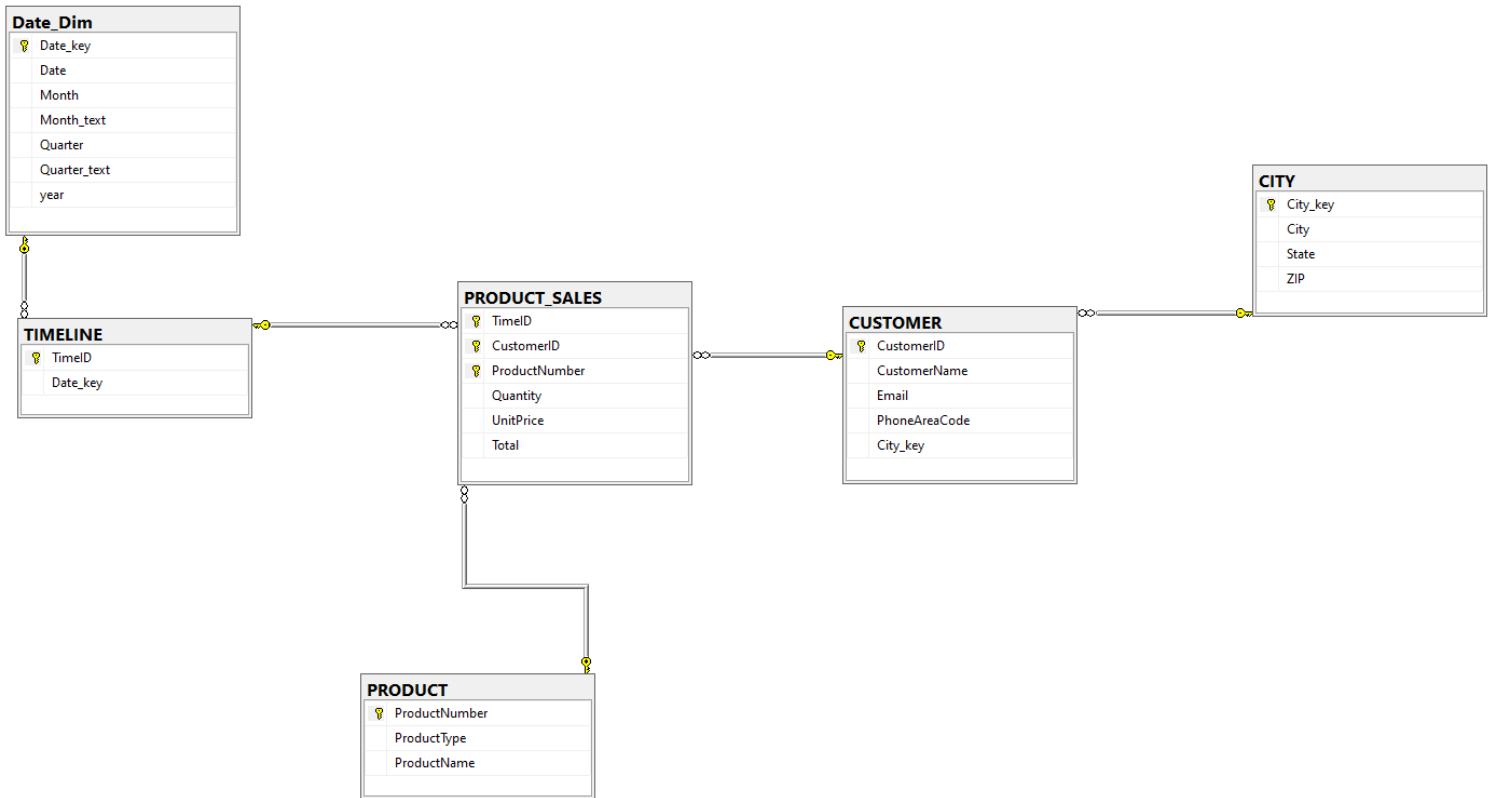 Date_Dim
Date_key
Date
Month
Month_text
Quarter
Quarter_text
year
TIMELINE
TimeID
Date_key
PRODUCT_SALES
TimeID
CustomerID
ProductNumber
Quantity
UnitPrice
Total
CUSTOMER
CustomerID
CustomerName
Email
PhoneAreaCode
City_key
CITY
City_key
City
State
ZIP
PRODUCT
ProductNumber
ProductType
ProductName